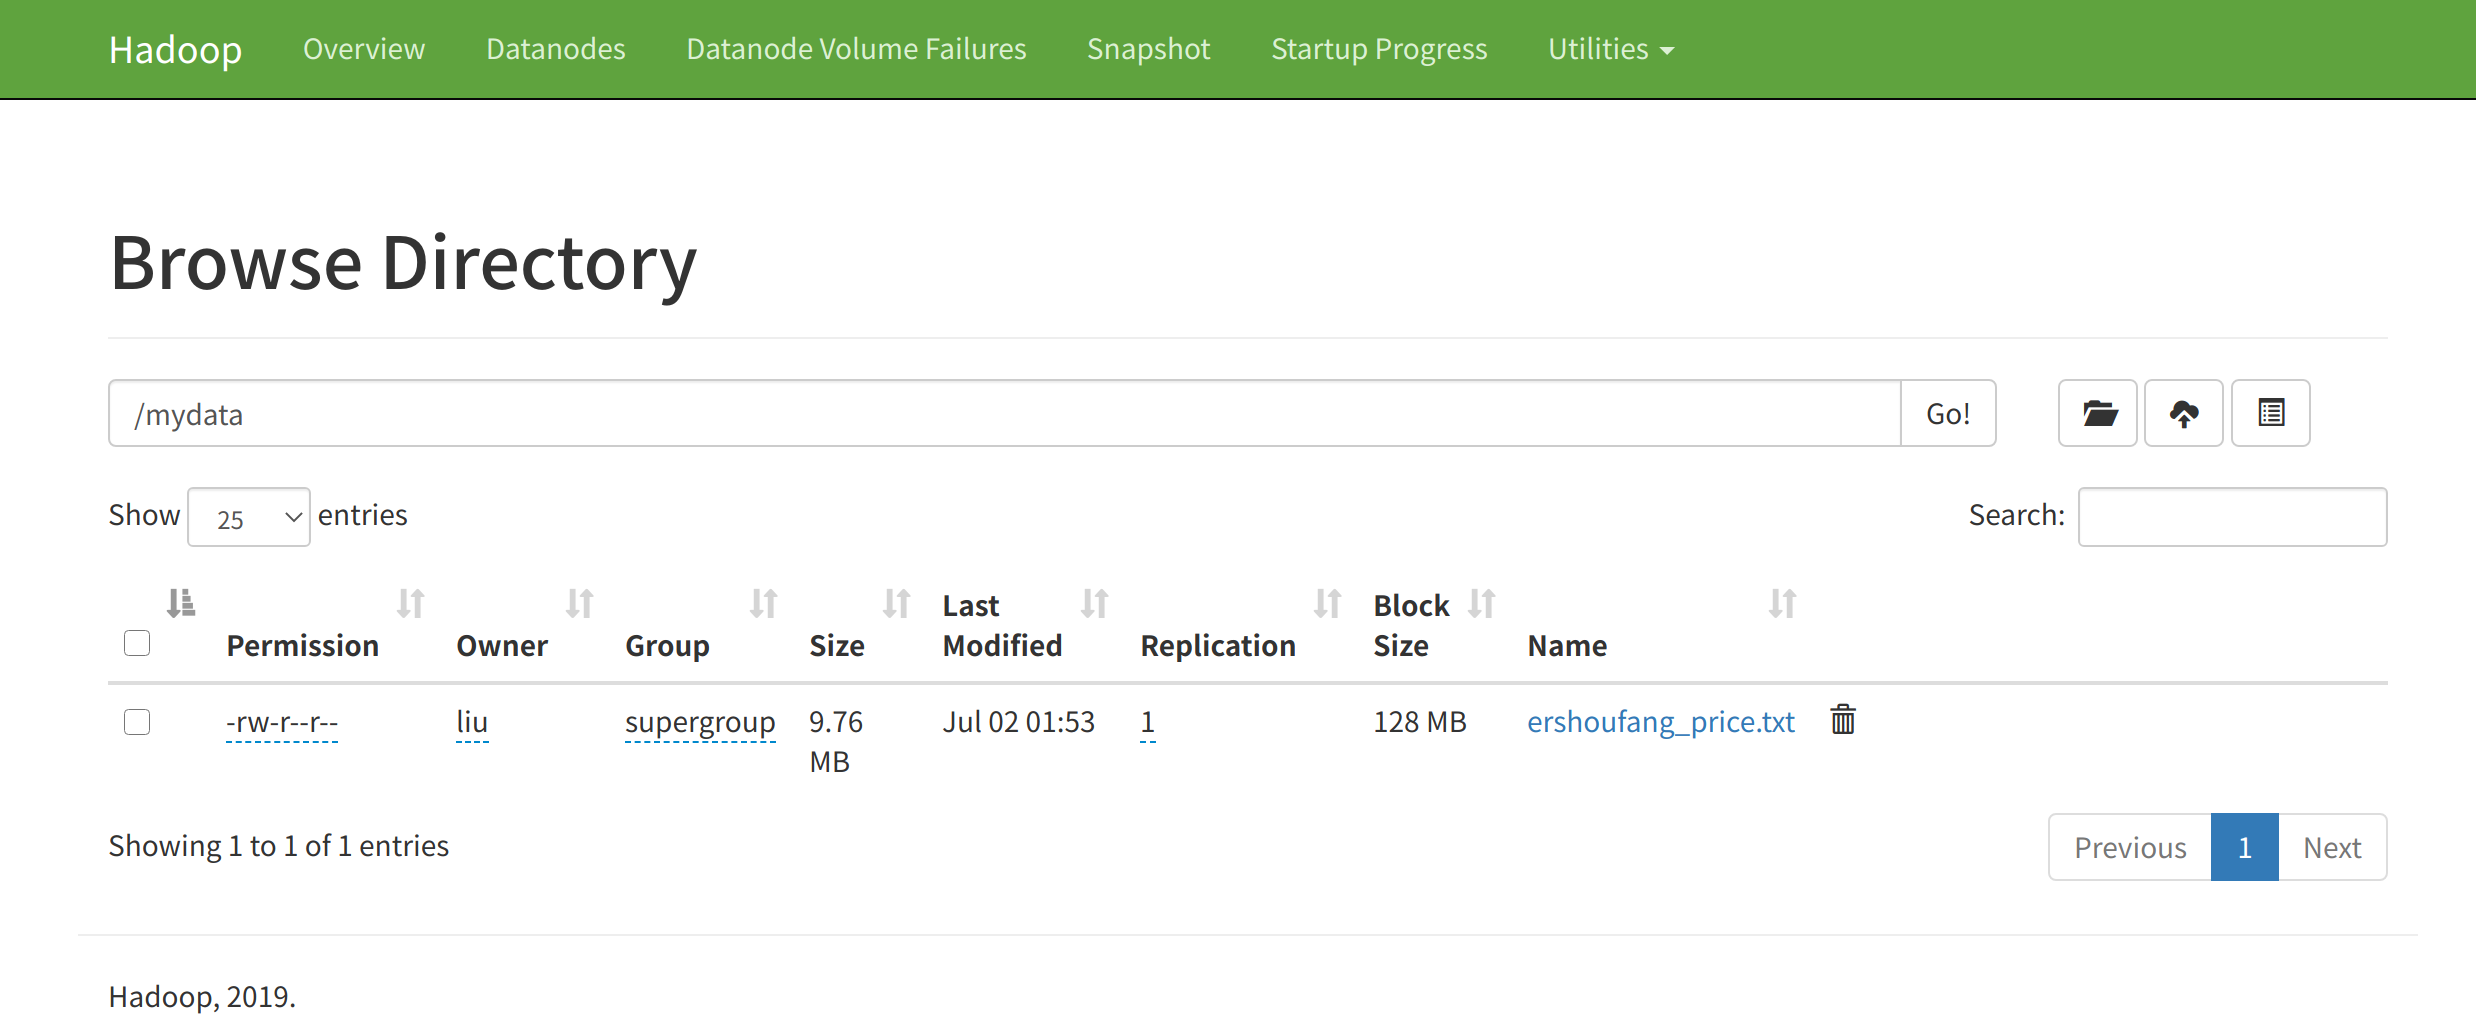 Hadoop Overview Datanodes Datanode Volume Failures Snapshot Startup Progress Utilities
Browse Directory
/mydata Go!
Show 25 entries Search:
Permission Owner Group Size Last Modified Replication Block Size Name
-rw-r--r-- liu supergroup 9.76 MB Jul 02 01:53 1 128 MB ershoufang_price.txt
Showing 1 to 1 of 1 entries Previous 1 Next
Hadoop, 2019.